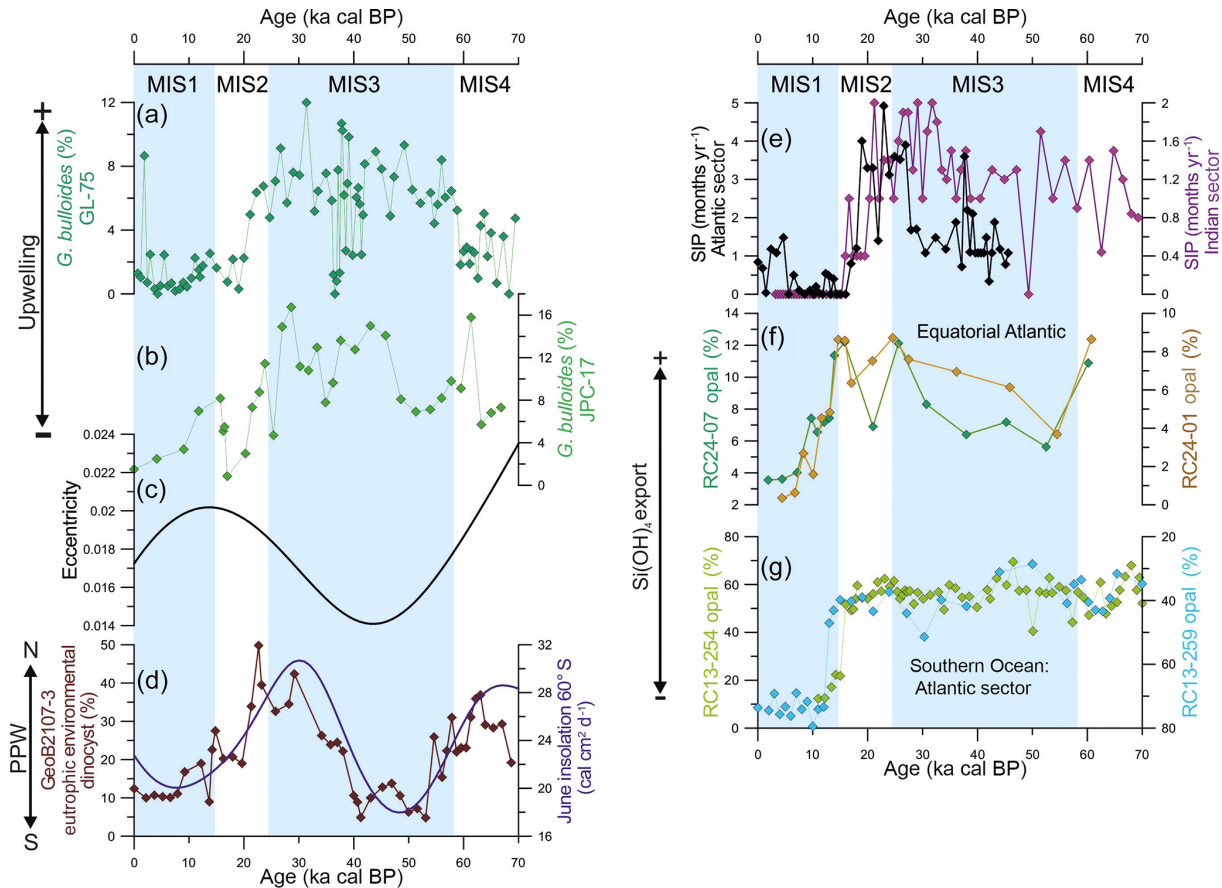 Age (ka cal BP)
0 10 20 30 40 50 60 70
MIS1 MIS2 MIS3 MIS4
+
Upwelling
-
(a)
G. bulloides (%)
GL-75
12
9
6
3
0
(b)
16
12
8
4
0
G. bulloides (%)
JPC-17
(c)
Eccentricity
0.024
0.022
0.02
0.018
0.016
0.014
(d)
N
PPW
S
GeoB2107-3
eutrophic environmental
dinocyst (%)
50
40
30
20
10
0
32
28
24
20
16
June insolation 60° S
(cal cm² d⁻¹)
0 10 20 30 40 50 60 70
Age (ka cal BP)
Age (ka cal BP)
0 10 20 30 40 50 60 70
MIS1 MIS2 MIS3 MIS4
(e)
SIP (months yr⁻¹)
Atlantic sector
5
4
3
2
1
0
2
1.6
1.2
0.8
0.4
0
SIP (months yr⁻¹)
Indian sector
+
Si(OH)₄ export
-
(f)
Equatorial Atlantic
RC24-07 opal (%)
14
12
10
8
6
4
2
10
8
6
4
2
0
RC24-01 opal (%)
(g)
Southern Ocean:
Atlantic sector
RC13-254 opal (%)
80
60
40
20
0
20
40
60
80
RC13-259 opal (%)
0 10 20 30 40 50 60 70
Age (ka cal BP)